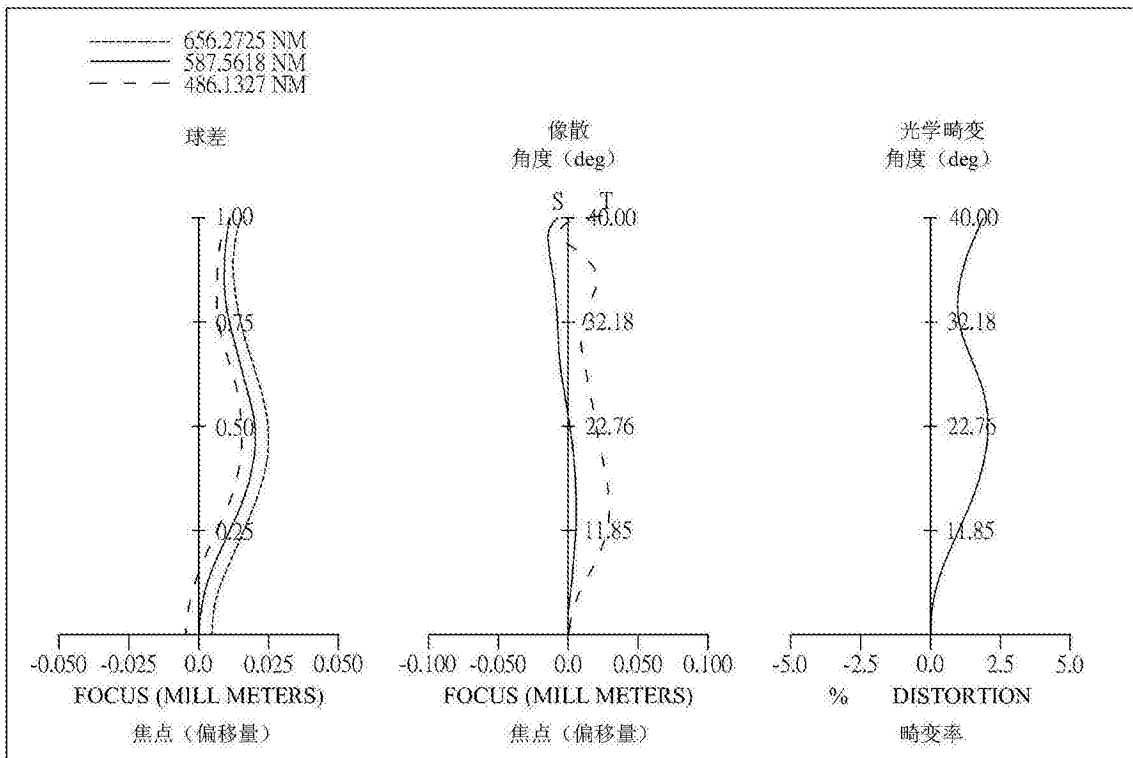 656.2725 NM
587.5618 NM
486.1327 NM
球差
1.00
0.75
0.50
0.25
-0.050 -0.025 0.0 0.025 0.050
FOCUS (MILL METERS)
焦点（偏移量）
像散
角度（deg）
S T
40.00
32.18
22.76
11.85
-0.100 -0.050 0.0 0.050 0.100
FOCUS (MILL METERS)
焦点（偏移量）
光学畸变
角度（deg）
40.00
32.18
22.76
11.85
-5.0 -2.5 0.0 2.5 5.0
% DISTORTION
畸变率